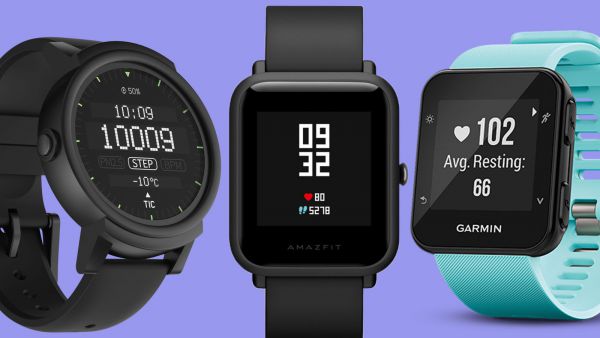 50%
10:09
10009
PM2.5 STEP BPM
-10°C
TIC
09
32
80
5278
AMAZFIT
102
Avg. Resting:
66
GARMIN